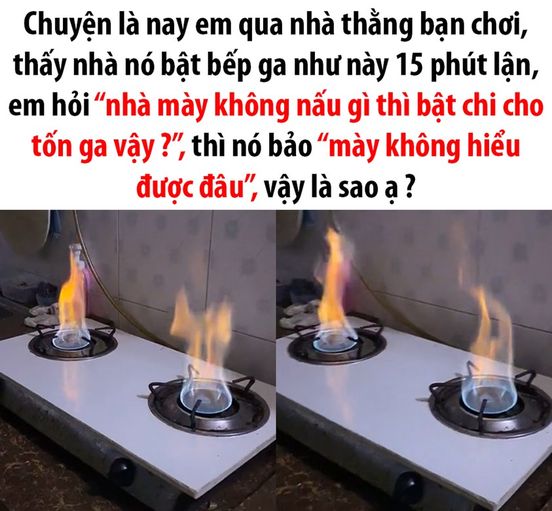 Chuyện là nay em qua nhà thằng bạn chơi,
thấy nhà nó bật bếp ga như này 15 phút lận,
em hỏi “nhà mày không nấu gì thì bật chi cho
tốn ga vậy ?”, thì nó bảo “mày không hiểu
được đâu”, vậy là sao ạ ?